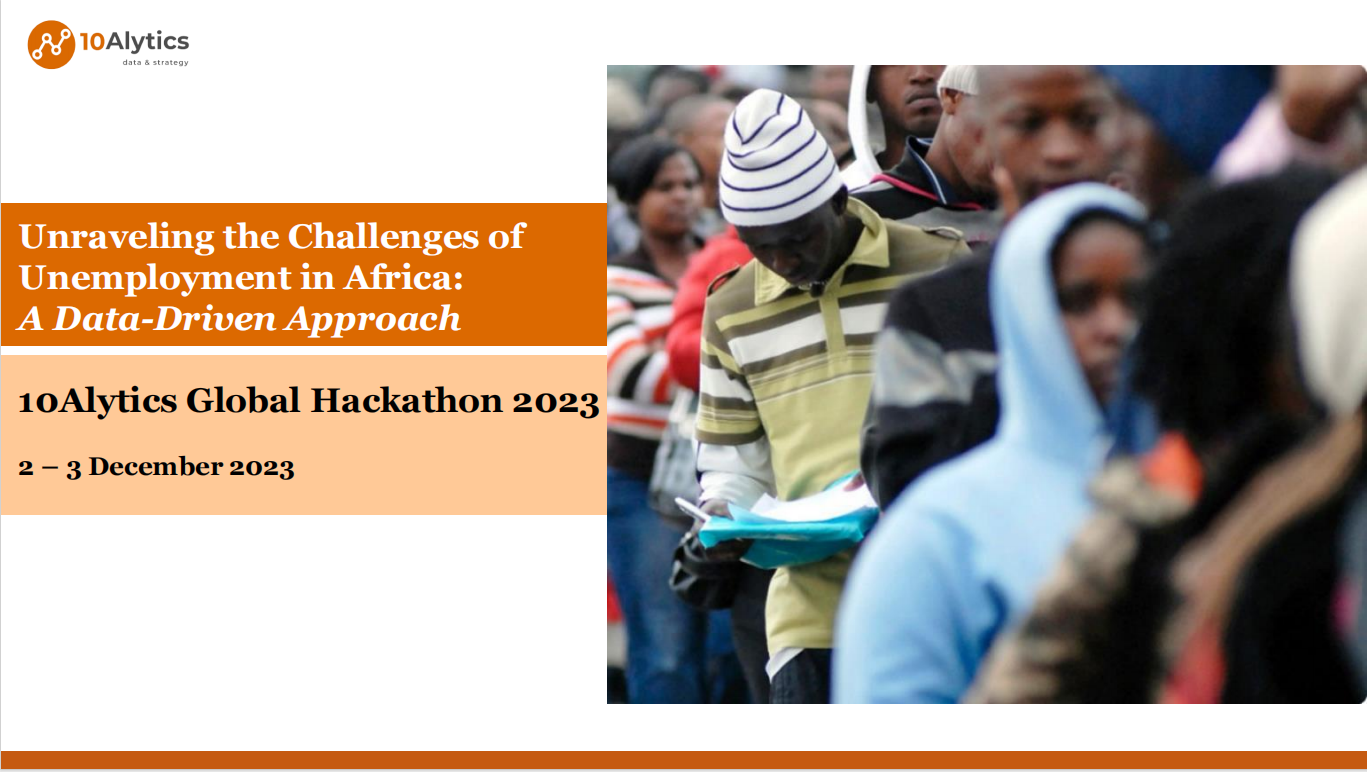 10Alytics
data & strategy
Unraveling the Challenges of
Unemployment in Africa:
A Data-Driven Approach
10Alytics Global Hackathon 2023
2 – 3 December 2023